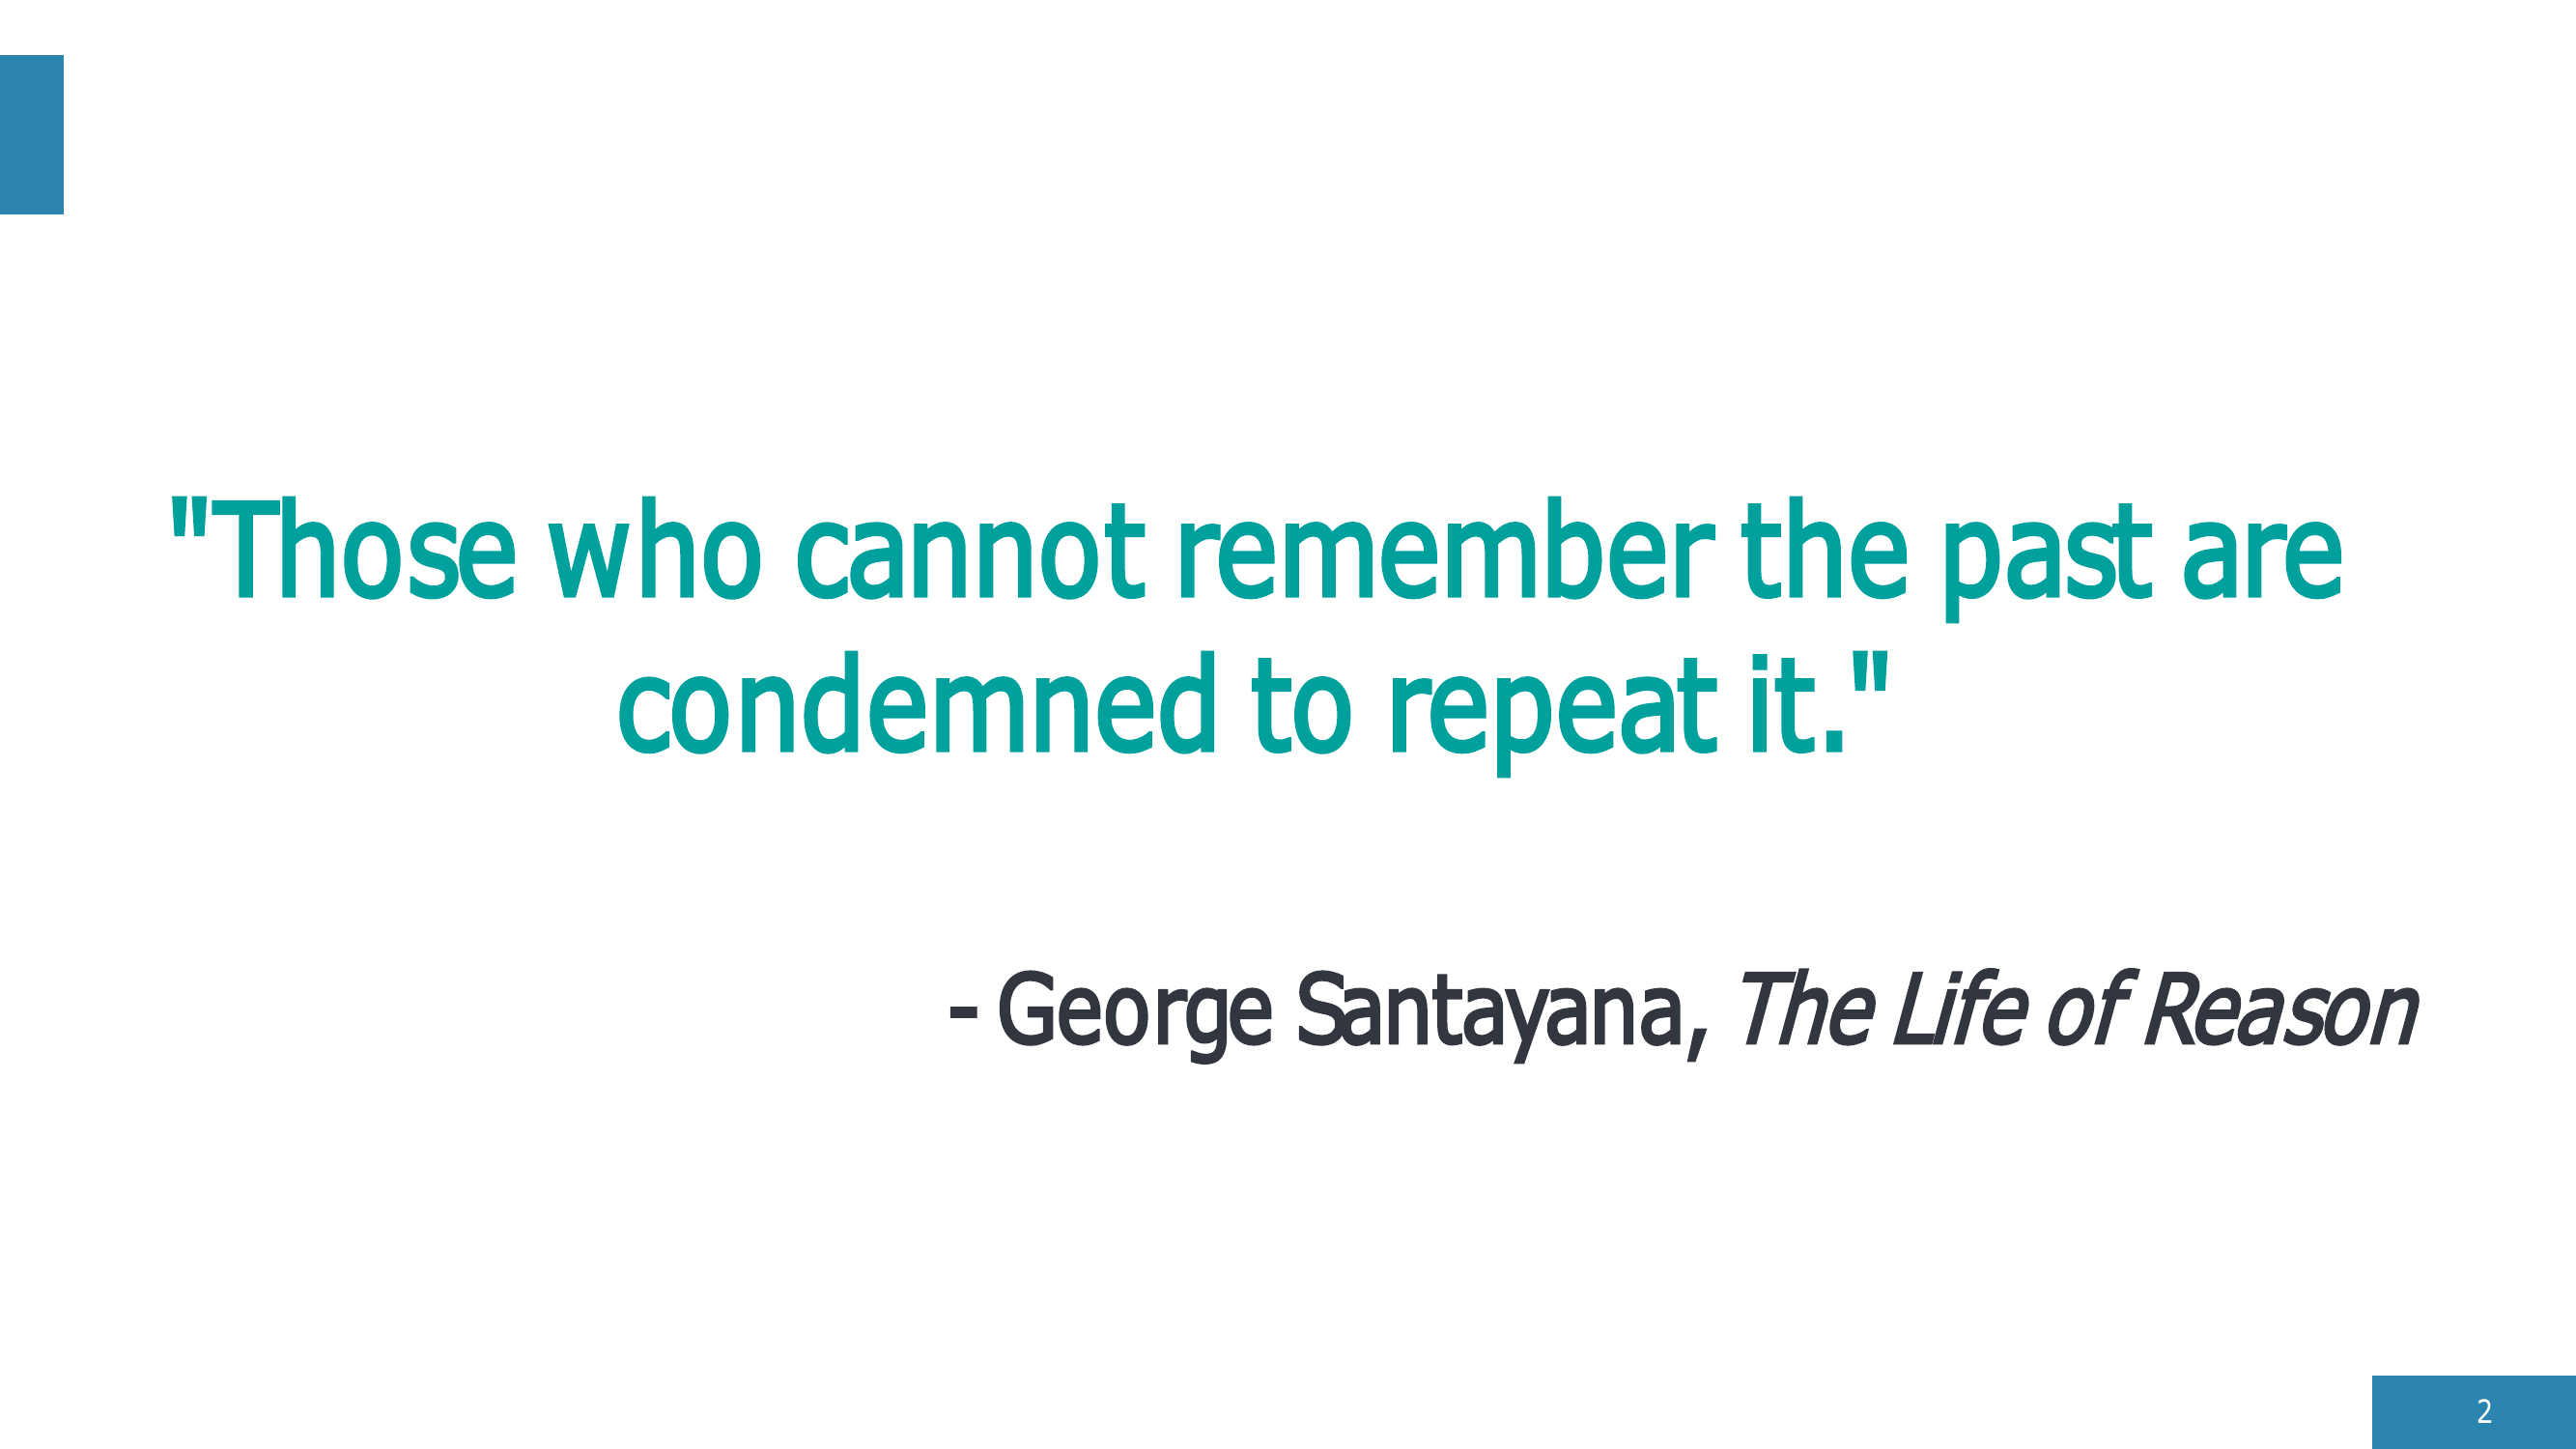 "Those who cannot remember the past are
condemned to repeat it."
- George Santayana, The Life of Reason
2